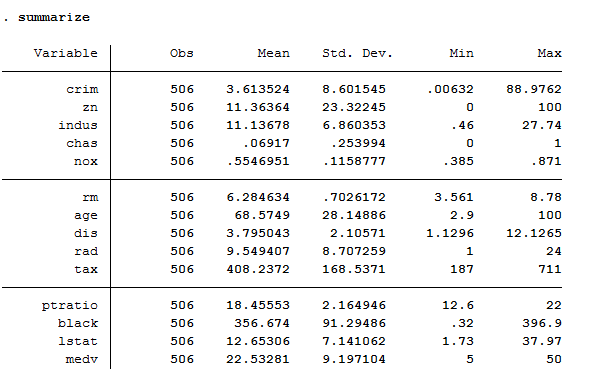 . summarize
Variable Obs Mean Std. Dev. Min Max
crim 506 3.613524 8.601545 .00632 88.9762
zn 506 11.36364 23.32245 0 100
indus 506 11.13678 6.860353 .46 27.74
chas 506 .06917 .253994 0 1
nox 506 .5546951 .1158777 .385 .871
rm 506 6.284634 .7026172 3.561 8.78
age 506 68.5749 28.14886 2.9 100
dis 506 3.795043 2.10571 1.1296 12.1265
rad 506 9.549407 8.707259 1 24
tax 506 408.2372 168.5371 187 711
ptratio 506 18.45553 2.164946 12.6 22
black 506 356.674 91.29486 .32 396.9
lstat 506 12.65306 7.141062 1.73 37.97
medv 506 22.53281 9.197104 5 50